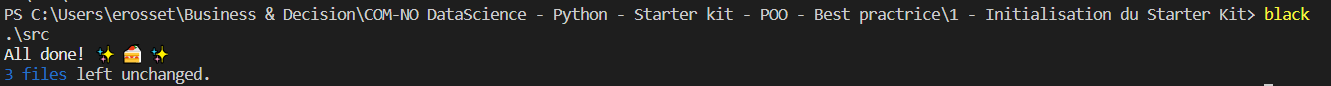 PS C:\Users\erosset\Business & Decision\COM-NO DataScience - Python - Starter kit - POO - Best practrice\1 - Initialisation du Starter Kit> black
.\src
All done! ✨ 🍰 ✨
3 files left unchanged.